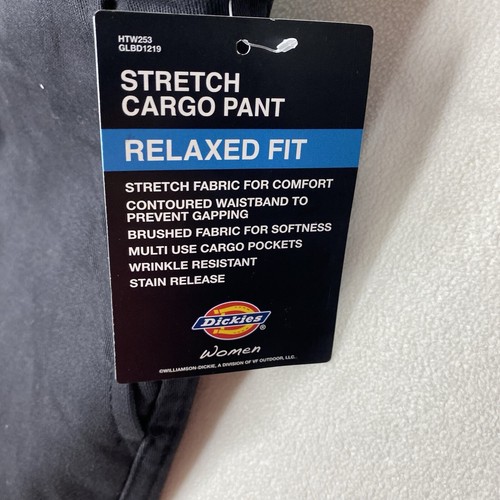 HTW253
GLBD1219
STRETCH
CARGO PANT
RELAXED FIT
STRETCH FABRIC FOR COMFORT
CONTOURED WAISTBAND TO
PREVENT GAPPING
BRUSHED FABRIC FOR SOFTNESS
MULTI USE CARGO POCKETS
WRINKLE RESISTANT
STAIN RELEASE
Dickies
Women
©WILLIAMSON-DICKIE, A DIVISION OF VF OUTDOOR, LLC.